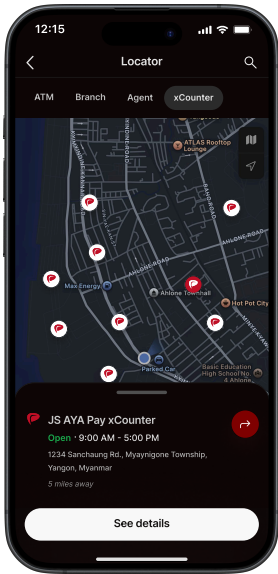 12:15
Locator
ATM Branch Agent xCounter
ATLAS Rooftop
Lounge
AHLONE-ROAD
AHLONE-ROAD
Max Energy
Ahlone Townhall
Hot Pot City
Parked Car
Basic Education
High School No.
4 Ahlone
JS AYA Pay xCounter
Open · 9:00 AM - 5:00 PM
1234 Sanchaung Rd., Myaynigone Township,
Yangon, Myanmar
5 miles away
See details